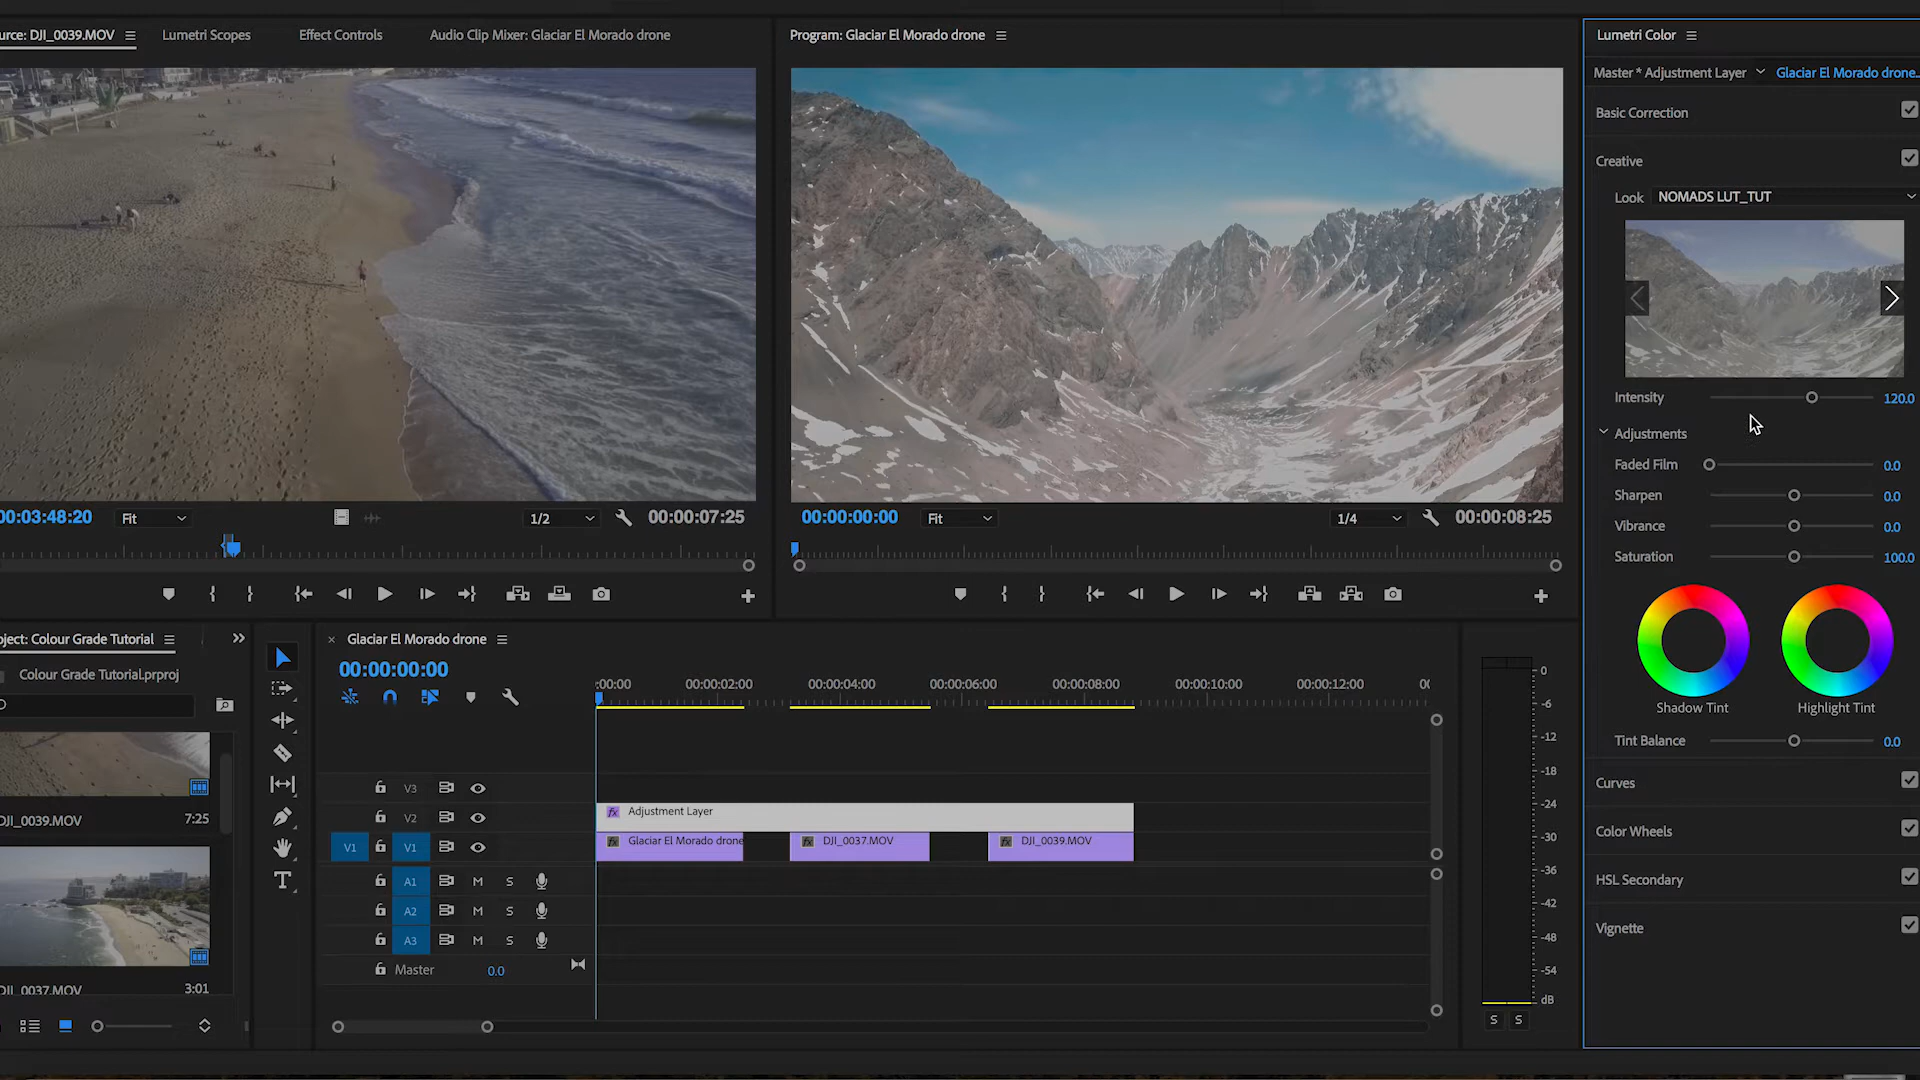 urce: DJI_0039.MOV
Lumetri Scopes
Effect Controls
Audio Clip Mixer: Glaciar El Morado drone
Program: Glaciar El Morado drone
Lumetri Color
Master * Adjustment Layer
Glaciar El Morado drone...
Basic Correction
Creative
Look
NOMADS LUT_TUT
Intensity
120.0
Adjustments
Faded Film
0.0
Sharpen
0.0
Vibrance
0.0
Saturation
100.0
Shadow Tint
Highlight Tint
Tint Balance
0.0
Curves
Color Wheels
HSL Secondary
Vignette
00:03:48:20
Fit
1/2
00:00:07:25
00:00:00:00
Fit
1/4
00:00:08:25
oject: Colour Grade Tutorial
Colour Grade Tutorial.prproj
DJI_0039.MOV
7:25
DJI_0037.MOV
3:01
Glaciar El Morado drone
00:00:00:00
:00:00
00:00:02:00
00:00:04:00
00:00:06:00
00:00:08:00
00:00:10:00
00:00:12:00
00
V3
V2
Adjustment Layer
V1
V1
Glaciar El Morado drone
DJI_0037.MOV
DJI_0039.MOV
A1
M
S
A2
M
S
A3
M
S
Master
0.0
0
-6
-12
-18
-24
-30
-36
-42
-48
-54
dB
S
S